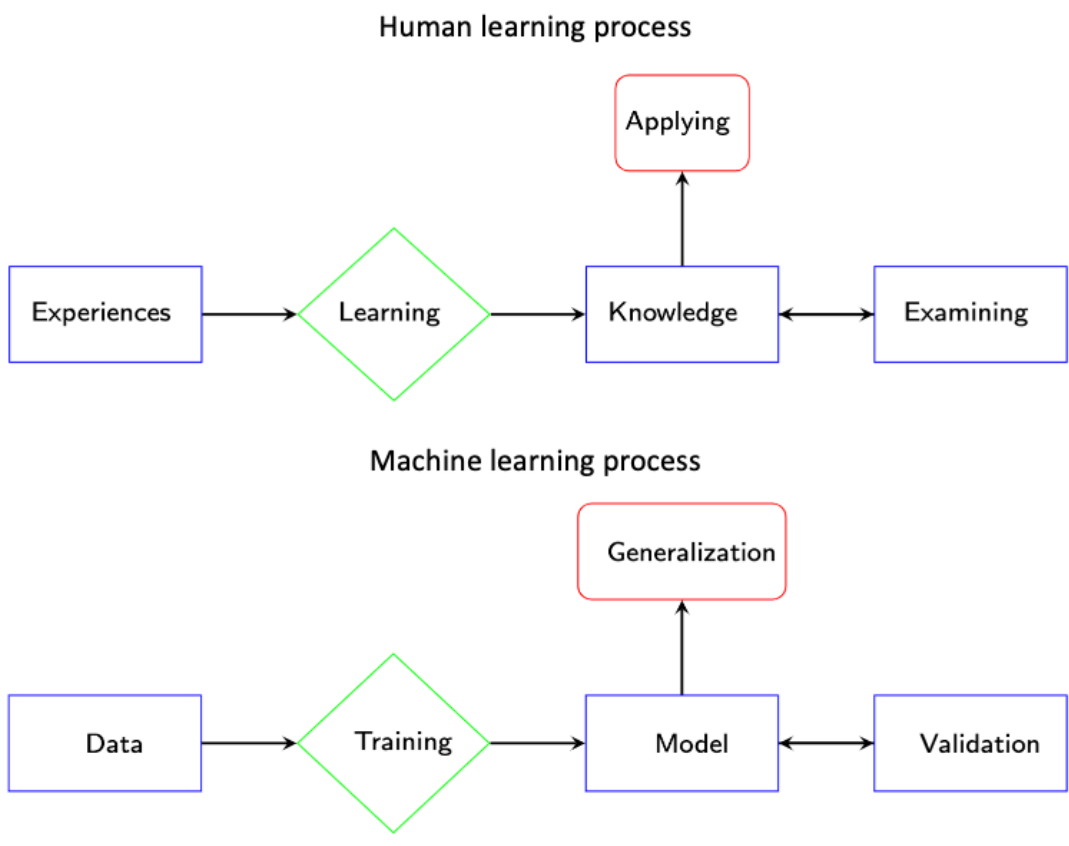 Human learning process
Applying
Experiences
Learning
Knowledge
Examining
Machine learning process
Generalization
Data
Training
Model
Validation